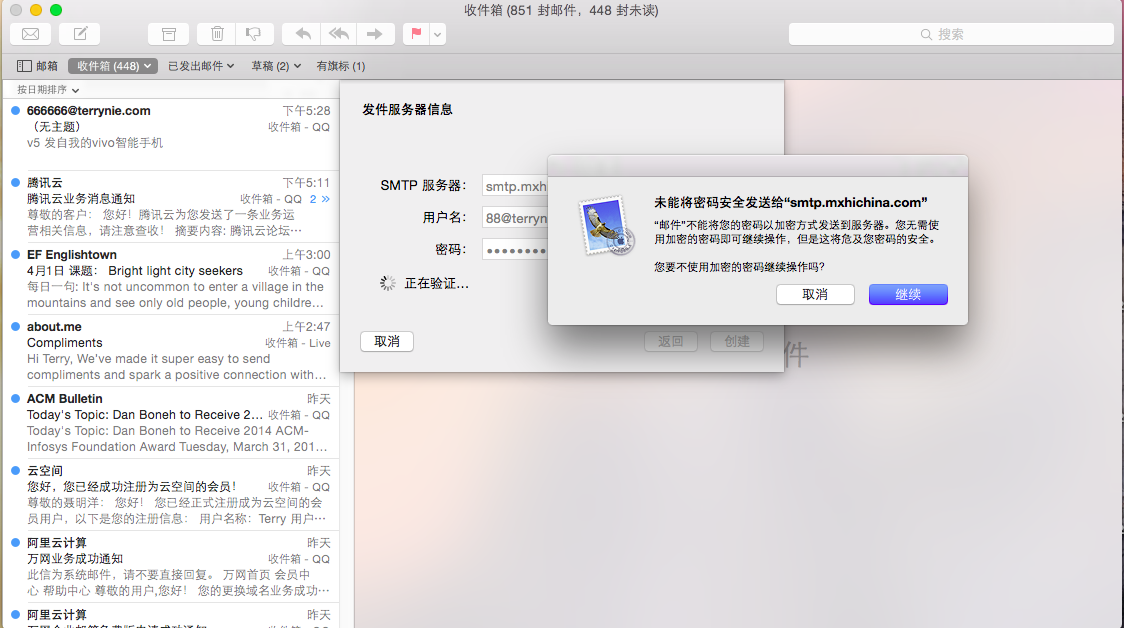 收件箱 (851 封邮件，448 封未读)
搜索
邮箱 收件箱 (448) 已发出邮件 草稿 (2) 有旗标 (1)
按日期排序
666666@terrynie.com 下午5:28
（无主题） 收件箱 - QQ
v5 发自我的vivo智能手机
腾讯云 下午5:11
腾讯云业务消息通知 收件箱 - QQ 2 »
尊敬的客户： 您好！腾讯云为您发送了一条业务运
营相关信息，请注意查收！ 摘要内容: 腾讯云论坛…
EF Englishtown 上午3:00
4月1日 课题： Bright light city seekers 收件箱 - QQ
每日一句: It's not uncommon to enter a village in the
mountains and see only old people, young childre…
about.me 上午2:47
Compliments 收件箱 - Live
Hi Terry, We've made it super easy to send
compliments and spark a positive connection with…
ACM Bulletin 昨天
Today's Topic: Dan Boneh to Receive 2… 收件箱 - QQ
Today's Topic: Dan Boneh to Receive 2014 ACM-
Infosys Foundation Award Tuesday, March 31, 201…
云空间 昨天
您好，您已经成功注册为云空间的会员！ 收件箱 - QQ
尊敬的聂明洋： 您好！ 您已经正式注册成为云空间的会
员用户，以下是您的注册信息： 用户名称：Terry 用户…
阿里云计算 昨天
万网业务成功通知 收件箱 - QQ
此信为系统邮件，请不要直接回复。 万网首页 会员中
心 帮助中心 尊敬的用户,您好！ 您的更换域名业务成功…
阿里云计算 昨天
发件服务器信息
SMTP 服务器： smtp.mxh
用户名： 88@terryn
密码： ••••••••
正在验证…
取消 返回 创建
未能将密码安全发送给“smtp.mxhichina.com”
“邮件”不能将您的密码以加密方式发送到服务器。您无需使
用加密的密码即可继续操作，但是这将危及您密码的安全。
您要不使用加密的密码继续操作吗?
取消 继续
件